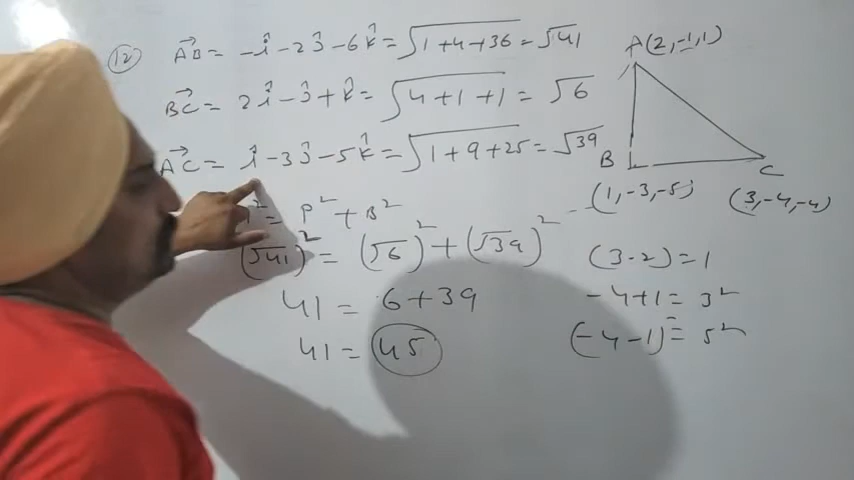 (12) AB⃗ = -î - 2ĵ - 6k̂ = √(1+4+36) = √41
BC⃗ = 2î - ĵ + k̂ = √(4+1+1) = √6
AC⃗ = î - 3ĵ - 5k̂ = √(1+9+25) = √39
² = P² + B²
(√41)² = (√6)² + (√39)²
41 = 6+39
41 = 45
A(2,-1,1)
B
C
(1,-3,-5)
(3,-4,-4)
(3-2) = 1
-4+1 = 3²
(-4-1) = 5²